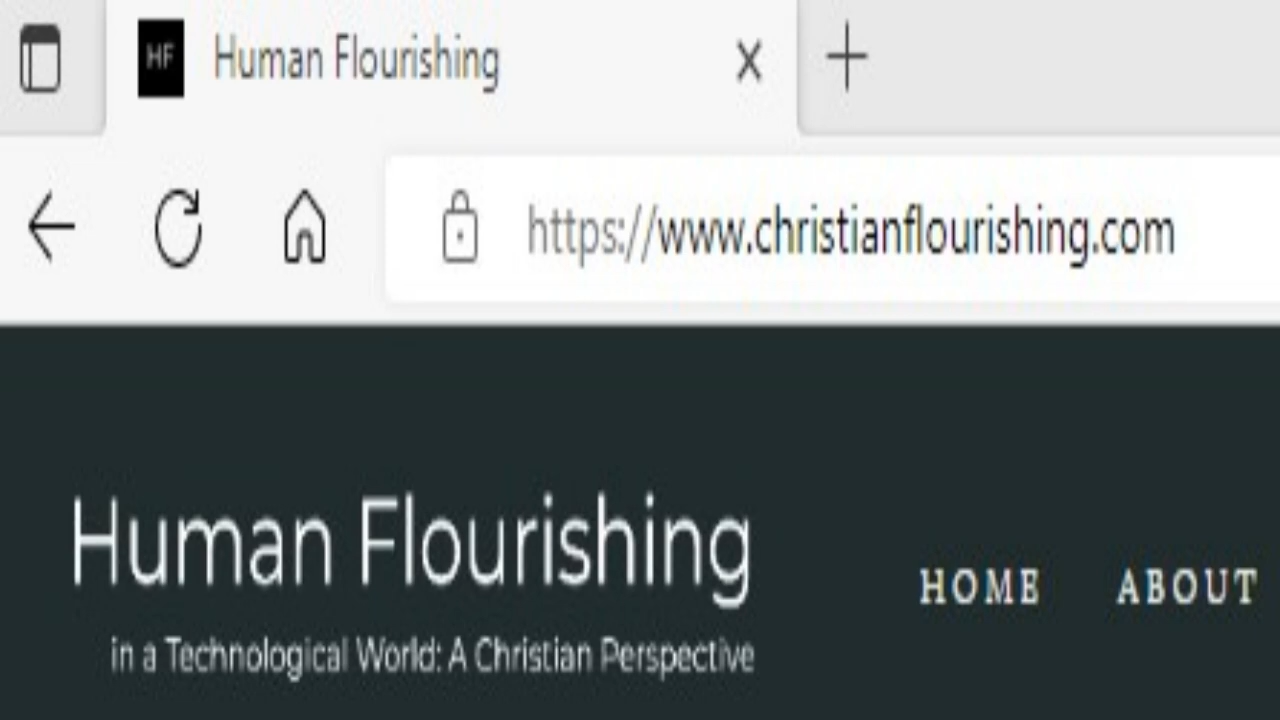 HF Human Flourishing
https://www.christianflourishing.com
Human Flourishing
HOME ABOUT
in a Technological World: A Christian Perspective